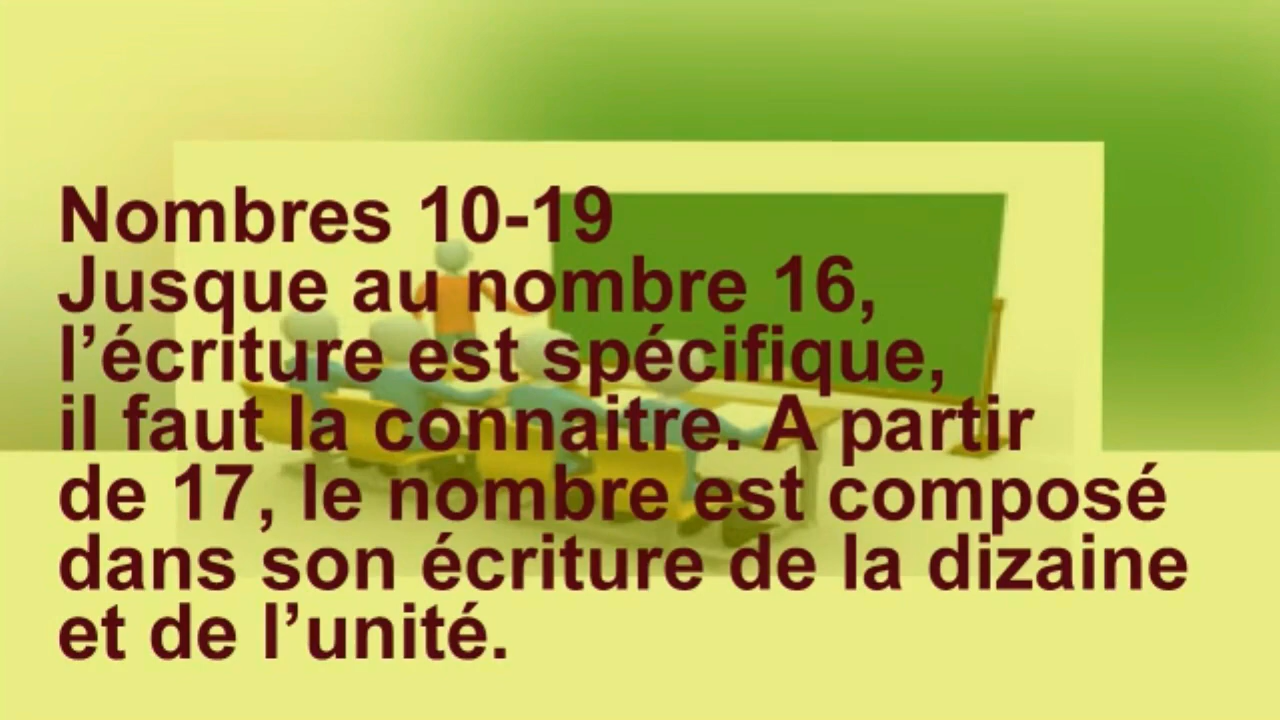 Nombres 10-19
Jusque au nombre 16,
l’écriture est spécifique,
il faut la connaitre. A partir
de 17, le nombre est composé
dans son écriture de la dizaine
et de l’unité.